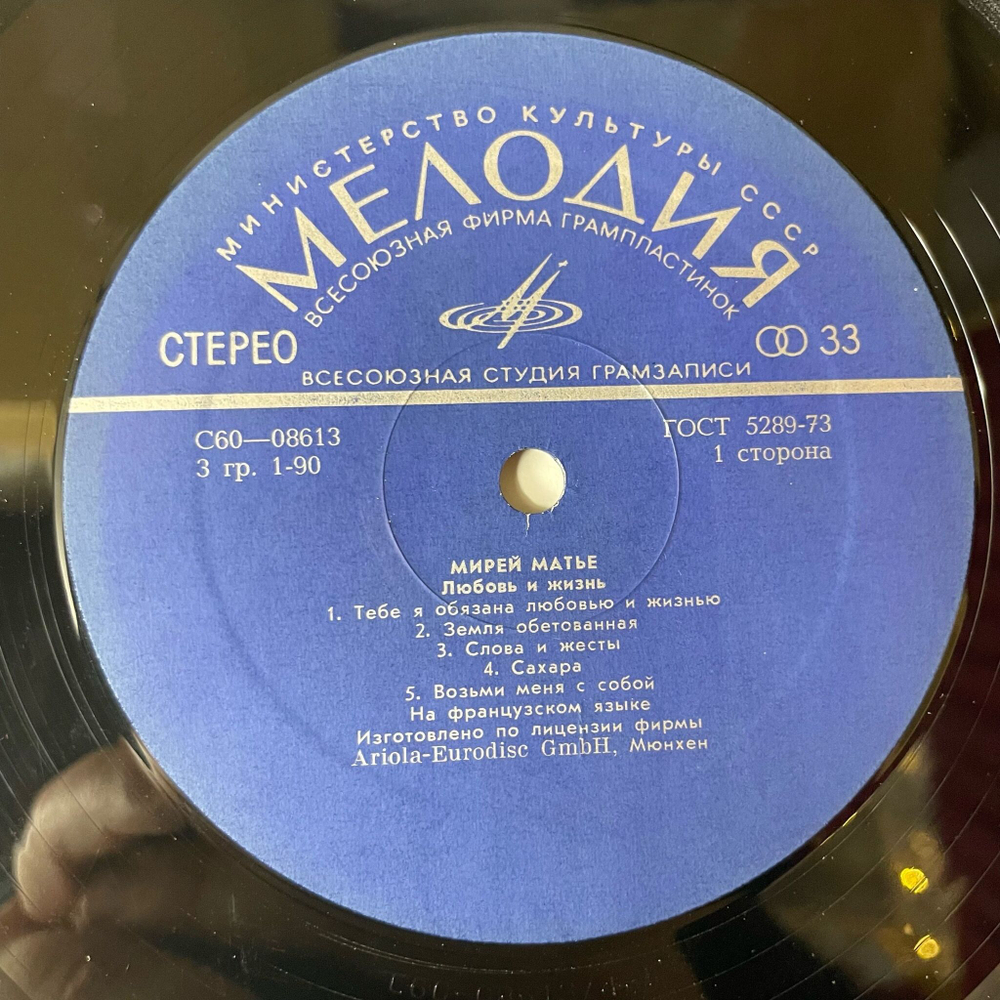 МИНИСТЕРСТВО КУЛЬТУРЫ СССР
МЕЛОДИЯ
ВСЕСОЮЗНАЯ ФИРМА ГРАМПЛАСТИНОК
СТЕРЕО
33
ВСЕСОЮЗНАЯ СТУДИЯ ГРАМЗАПИСИ
С60—08613
3 гр. 1-90
ГОСТ 5289-73
1 сторона
МИРЕЙ МАТЬЕ
Любовь и жизнь
1. Тебе я обязана любовью и жизнью
2. Земля обетованная
3. Слова и жесты
4. Сахара
5. Возьми меня с собой
На французском языке
Изготовлено по лицензии фирмы
Ariola-Eurodisc GmbH, Мюнхен